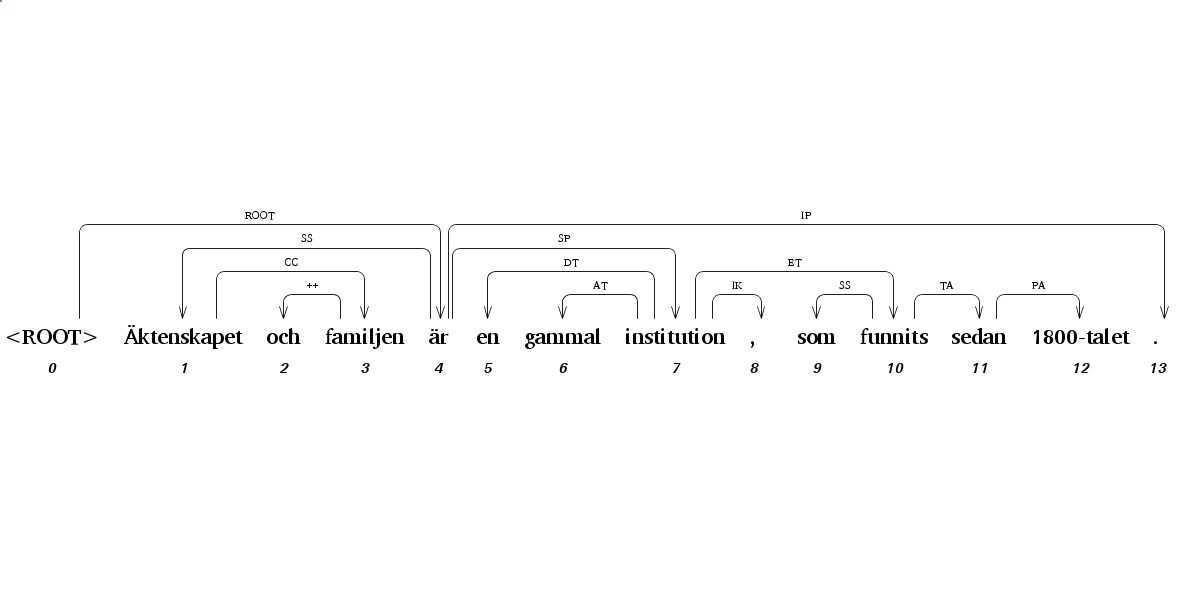 ROOT IP
SS SP
CC DT ET
++ AT IK SS TA PA
<ROOT> Äktenskapet och familjen är en gammal institution , som funnits sedan 1800-talet .
0 1 2 3 4 5 6 7 8 9 10 11 12 13